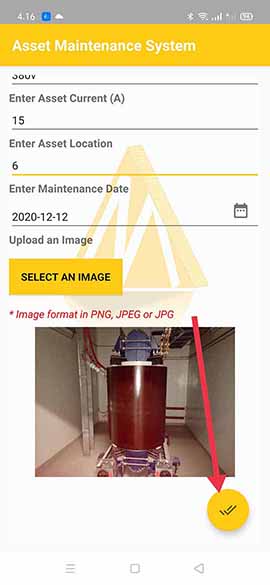 4.16
Asset Maintenance System
380V
Enter Asset Current (A)
15
Enter Asset Location
6
Enter Maintenance Date
2020-12-12
Upload an Image
SELECT AN IMAGE
* Image format in PNG, JPEG or JPG